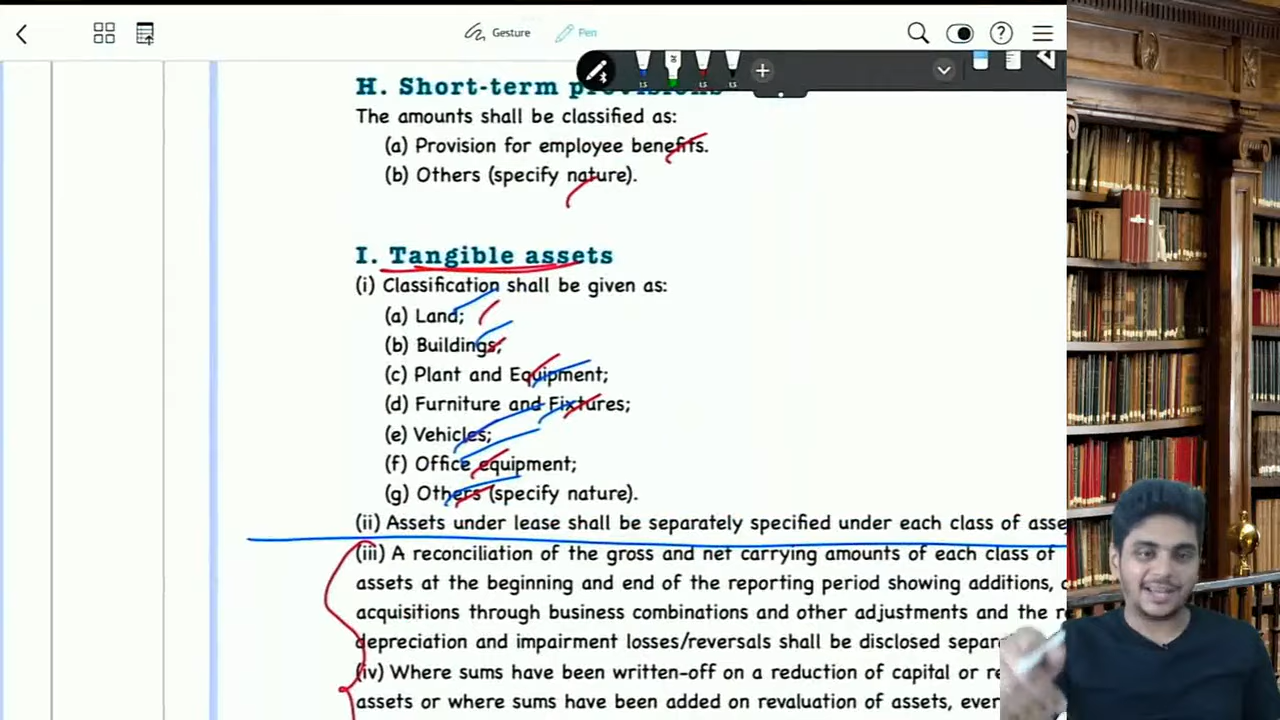 Gesture
Pen
H. Short-term provisions
The amounts shall be classified as:
(a) Provision for employee benefits.
(b) Others (specify nature).
I. Tangible assets
(i) Classification shall be given as:
(a) Land;
(b) Buildings;
(c) Plant and Equipment;
(d) Furniture and Fixtures;
(e) Vehicles;
(f) Office equipment;
(g) Others (specify nature).
(ii) Assets under lease shall be separately specified under each class of
(iii) A reconciliation of the gross and net carrying amounts of each class of
assets at the beginning and end of the reporting period showing additions,
acquisitions through business combinations and other adjustments and the
depreciation and impairment losses/reversals shall be disclosed
(iv) Where sums have been written-off on a reduction of capital or
assets or where sums have been added on revaluation of assets,